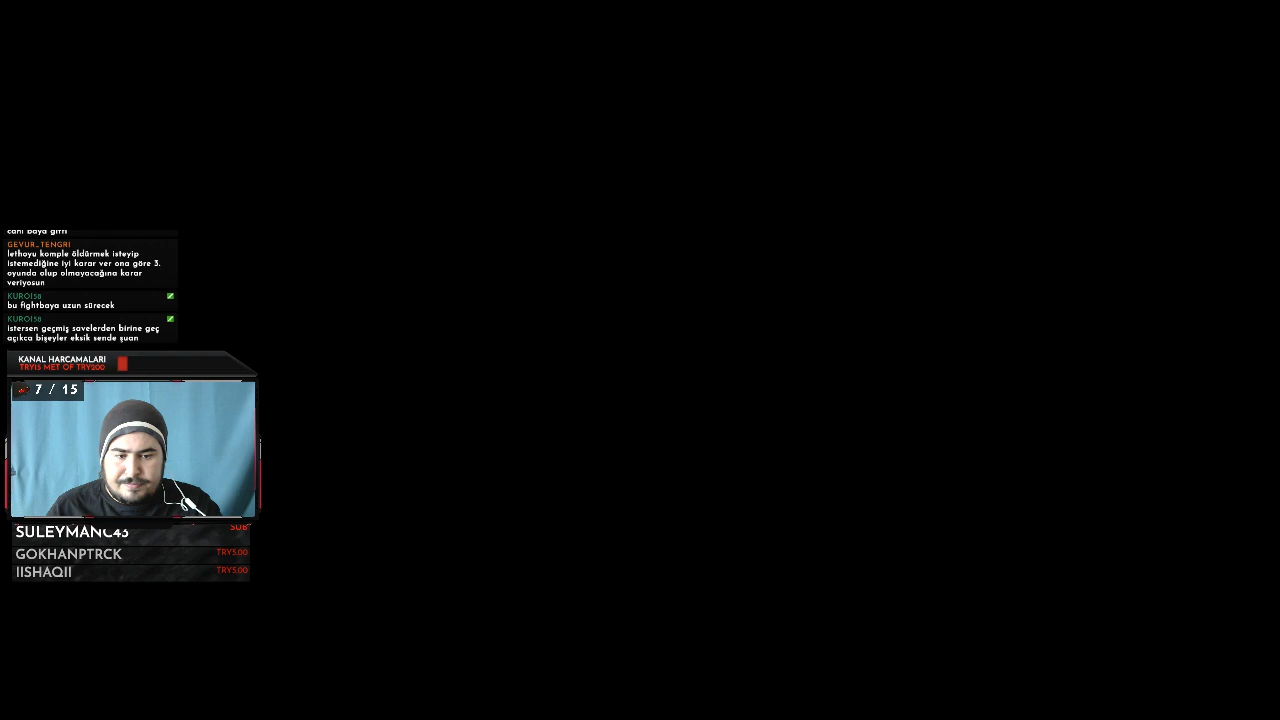 canı baya gitti
GEVUR_TENGRI
lethoyu komple öldürmek isteyip
istemediğine iyi karar ver ona göre 3.
oyunda olup olmayacağına karar
veriyosun
KURO158
bu fightbaya uzun sürecek
KURO158
istersen geçmiş savelerden birine geç
açıkca bişeyler eksik sende şuan
KANAL HARCAMALARI
TRY15 MET OF TRY200
7 / 15
SULEYMANC43 SUB
GOKHANPTRCK TRY5.00
IISHAQII TRY5.00